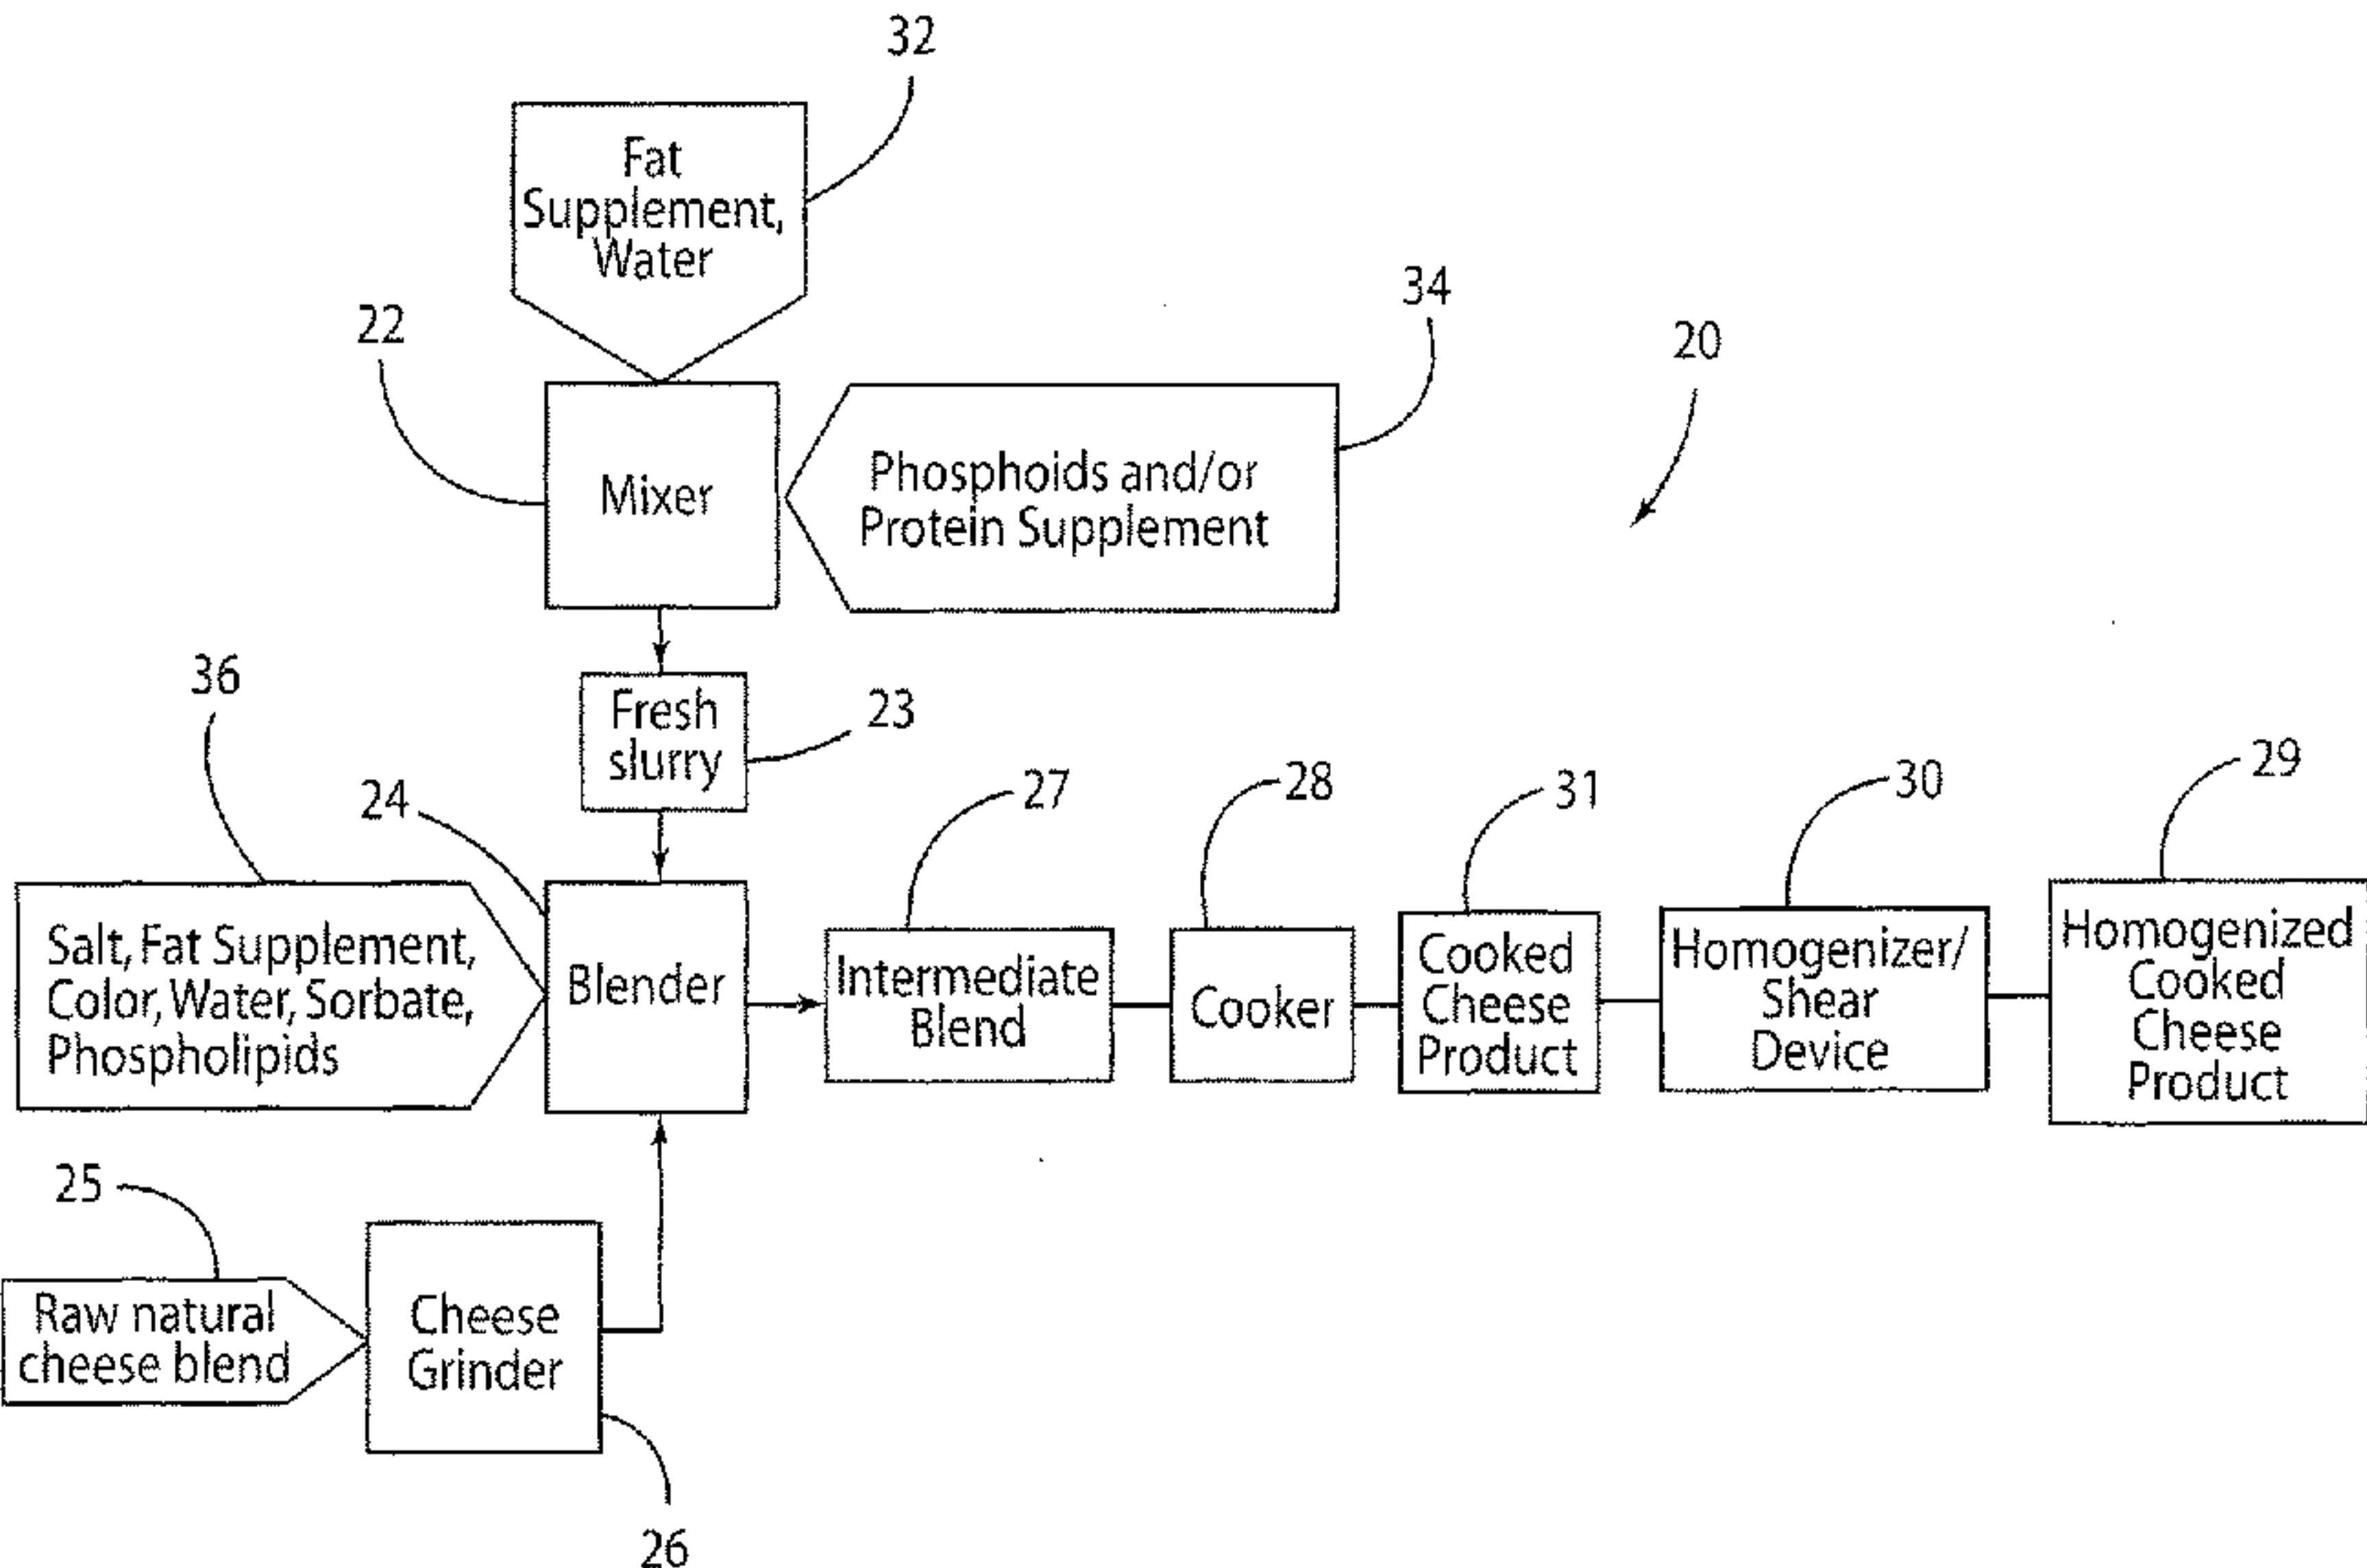 32
Fat
Supplement,
Water
22
34
20
Mixer
Phosphoids and/or
Protein Supplement
36
Fresh
slurry
23
24
27
28
31
30
29
Salt, Fat Supplement,
Color, Water, Sorbate,
Phospholipids
Blender
Intermediate
Blend
Cooker
Cooked
Cheese
Product
Homogenizer/
Shear
Device
Homogenized
Cooked
Cheese
Product
25
Raw natural
cheese blend
Cheese
Grinder
26